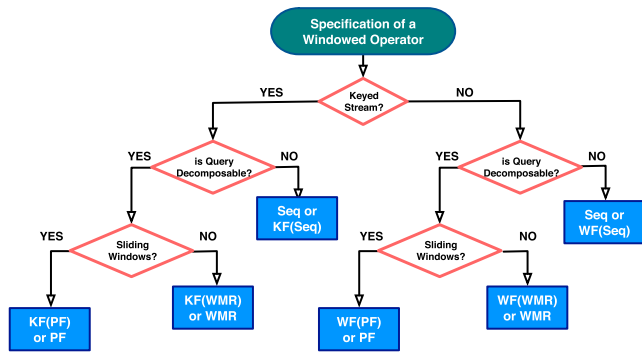 Specification of a
Windowed Operator
YES
Keyed
Stream?
NO
YES
is Query
Decomposable?
NO
YES
is Query
Decomposable?
NO
Seq or
KF(Seq)
Seq or
WF(Seq)
YES
Sliding
Windows?
NO
YES
Sliding
Windows?
NO
KF(PF)
or PF
KF(WMR)
or WMR
WF(PF)
or PF
WF(WMR)
or WMR